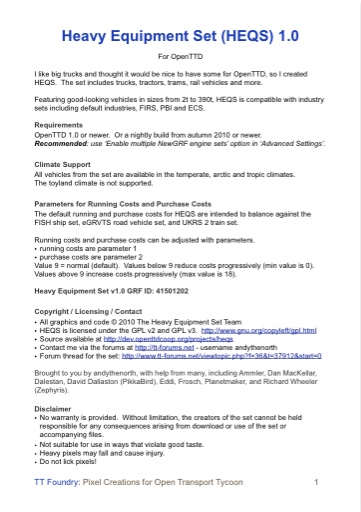 Heavy Equipment Set (HEQS) 1.0
For OpenTTD
I like big trucks and thought it would be nice to have some for OpenTTD, so I created
HEQS. The set includes trucks, tractors, trams, rail vehicles and more.
Featuring good-looking vehicles in sizes from 2t to 390t, HEQS is compatible with industry
sets including default industries, FIRS, PBI and ECS.
Requirements
OpenTTD 1.0 or newer. Or a nightly build from autumn 2010 or newer.
Recommended: use 'Enable multiple NewGRF engine sets' option in 'Advanced Settings'.
Climate Support
All vehicles from the set are available in the temperate, arctic and tropic climates.
The toyland climate is not supported.
Parameters for Running Costs and Purchase Costs
The default running and purchase costs for HEQS are intended to balance against the
FISH ship set, eGRVTS road vehicle set, and UKRS 2 train set.
Running costs and purchase costs can be adjusted with parameters.
• running costs are parameter 1
• purchase costs are parameter 2
Value 9 = normal (default). Values below 9 reduce costs progressively (min value is 0).
Values above 9 increase costs progressively (max value is 18).
Heavy Equipment Set v1.0 GRF ID: 41501202
Copyright / Licensing / Contact
• All graphics and code © 2010 The Heavy Equipment Set Team
• HEQS is licensed under the GPL v2 and GPL v3. http://www.gnu.org/copyleft/gpl.html
• Source available at http://dev.openttdcoop.org/projects/heqs
• Contact me via the forums at http://tt-forums.net - username andythenorth
• Forum thread for the set: http://www.tt-forums.net/viewtopic.php?f=36&t=37912&start=0
Brought to you by andythenorth, with help from many, including Ammler, Dan MacKellar,
Dalestan, David Dallaston (PikkaBird), Eddi, Frosch, Planetmaker, and Richard Wheeler
(Zephyris).
Disclaimer
• No warranty is provided. Without limitation, the creators of the set cannot be held
responsible for any consequences arising from download or use of the set or
accompanying files.
• Not suitable for use in ways that violate good taste.
• Heavy pixels may fall and cause injury.
• Do not lick pixels!
TT Foundry: Pixel Creations for Open Transport Tycoon 1